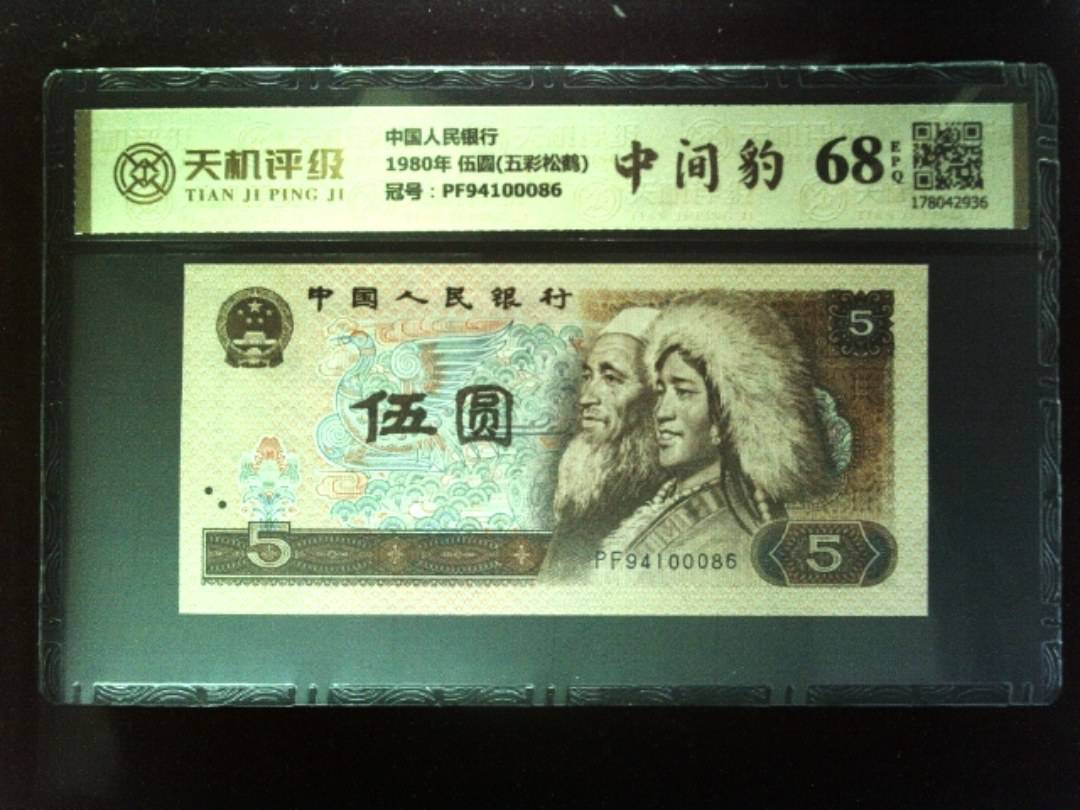 天机评级
TIAN JI PING JI
中国人民银行
1980年 伍圆(五彩松鹤)
冠号：PF94100086
中间豹
68
EPQ
178042936
中国人民银行
5
伍圆
5
PF94100086
5